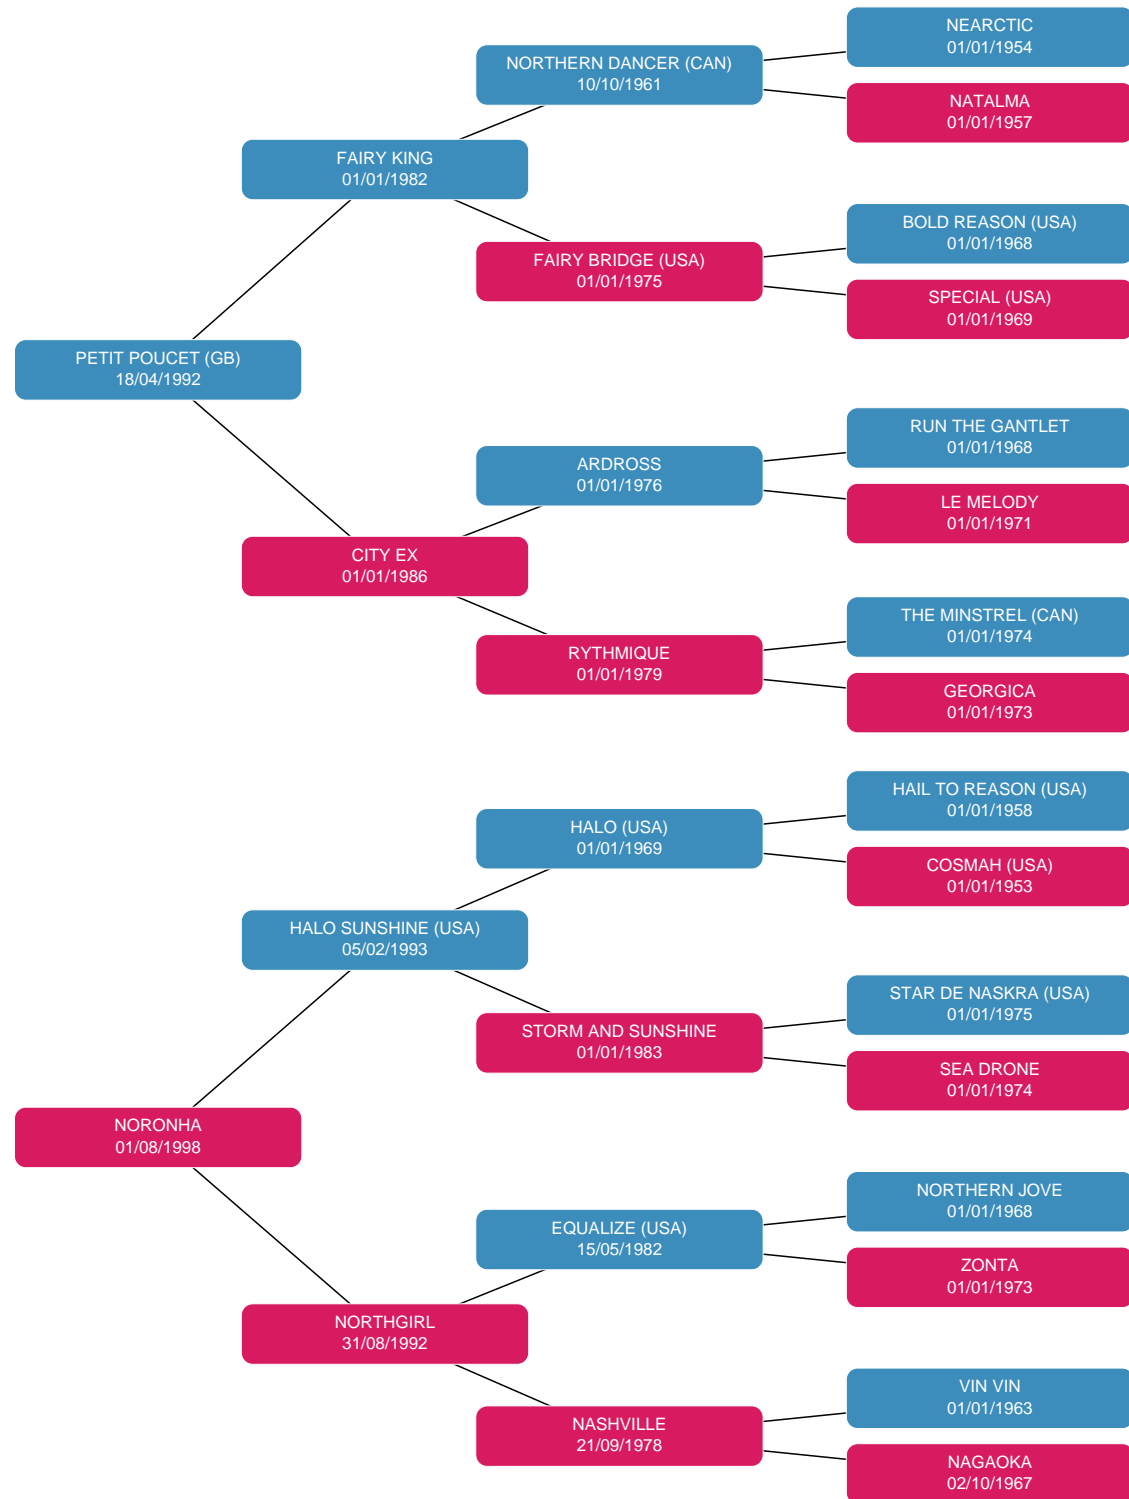 NEARCTIC
01/01/1954
NORTHERN DANCER (CAN)
10/10/1961
NATALMA
01/01/1957
FAIRY KING
01/01/1982
BOLD REASON (USA)
01/01/1968
FAIRY BRIDGE (USA)
01/01/1975
SPECIAL (USA)
01/01/1969
PETIT POUCET (GB)
18/04/1992
RUN THE GANTLET
01/01/1968
ARDROSS
01/01/1976
LE MELODY
01/01/1971
CITY EX
01/01/1986
THE MINSTREL (CAN)
01/01/1974
RYTHMIQUE
01/01/1979
GEORGICA
01/01/1973
HAIL TO REASON (USA)
01/01/1958
HALO (USA)
01/01/1969
COSMAH (USA)
01/01/1953
HALO SUNSHINE (USA)
05/02/1993
STAR DE NASKRA (USA)
01/01/1975
STORM AND SUNSHINE
01/01/1983
SEA DRONE
01/01/1974
NORONHA
01/08/1998
NORTHERN JOVE
01/01/1968
EQUALIZE (USA)
15/05/1982
ZONTA
01/01/1973
NORTHGIRL
31/08/1992
VIN VIN
01/01/1963
NASHVILLE
21/09/1978
NAGAOKA
02/10/1967